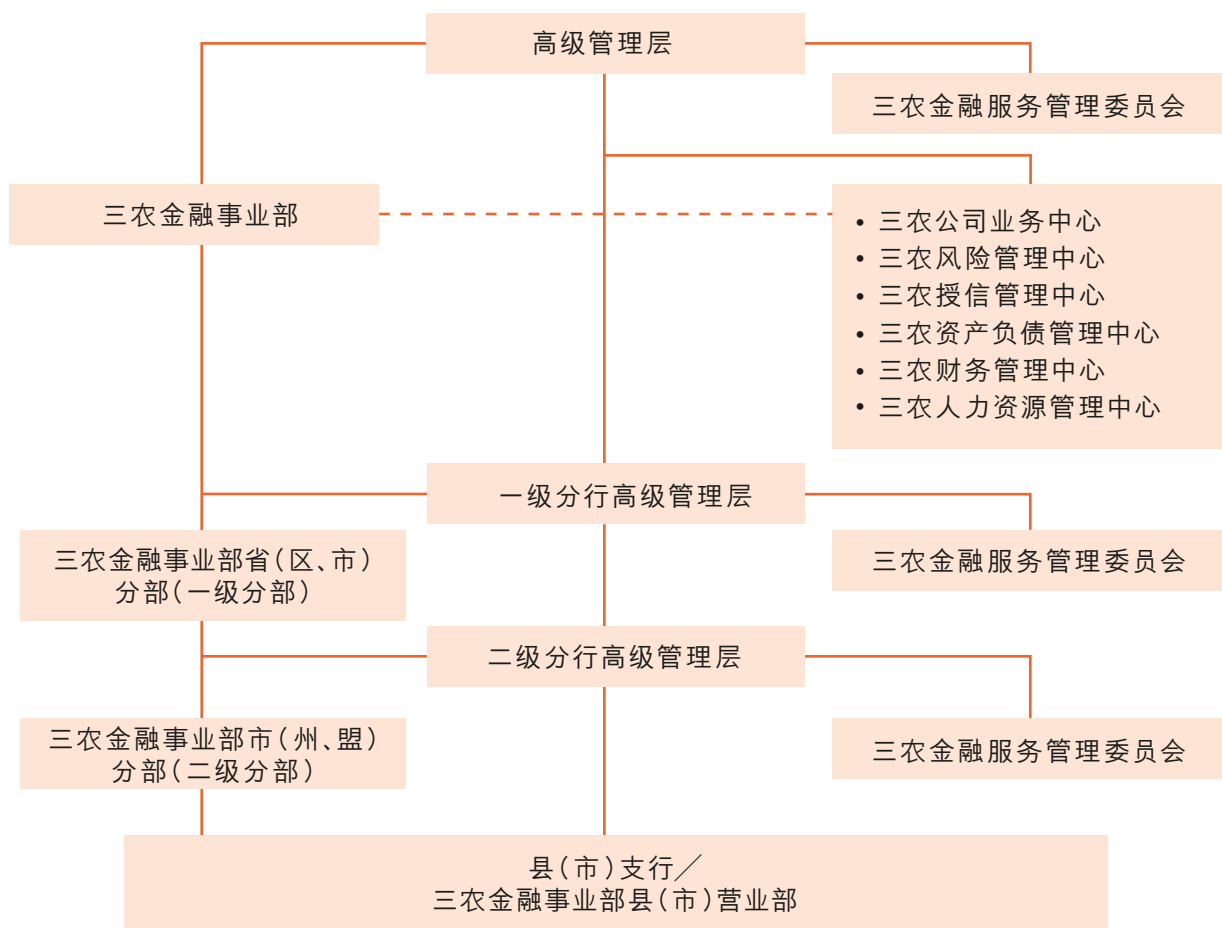 高级管理层
三农金融服务管理委员会
三农金融事业部
• 三农公司业务中心
• 三农风险管理中心
• 三农授信管理中心
• 三农资产负债管理中心
• 三农财务管理中心
• 三农人力资源管理中心
一级分行高级管理层
三农金融事业部省(区、市)
分部(一级分部)
三农金融服务管理委员会
二级分行高级管理层
三农金融事业部市(州、盟)
分部(二级分部)
三农金融服务管理委员会
县(市)支行／
三农金融事业部县(市)营业部